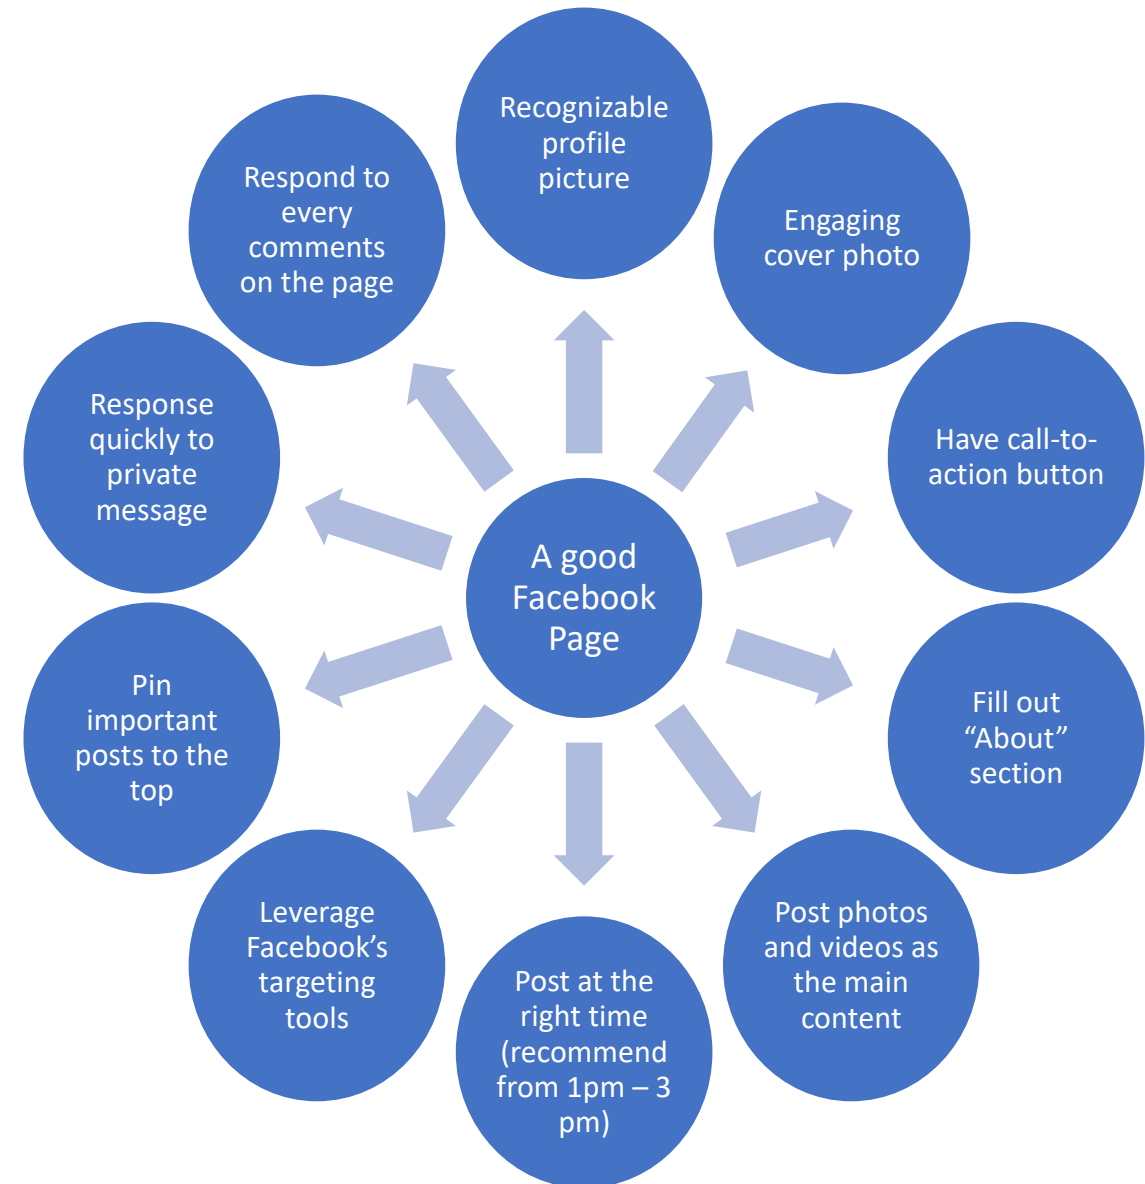 Recognizable
profile
picture
Engaging
cover photo
Have call-to-
action button
Fill out
“About”
section
Post photos
and videos as
the main
content
Post at the
right time
(recommend
from 1pm – 3
pm)
Leverage
Facebook’s
targeting
tools
Pin
important
posts to the
top
Response
quickly to
private
message
Respond to
every
comments
on the page
A good
Facebook
Page